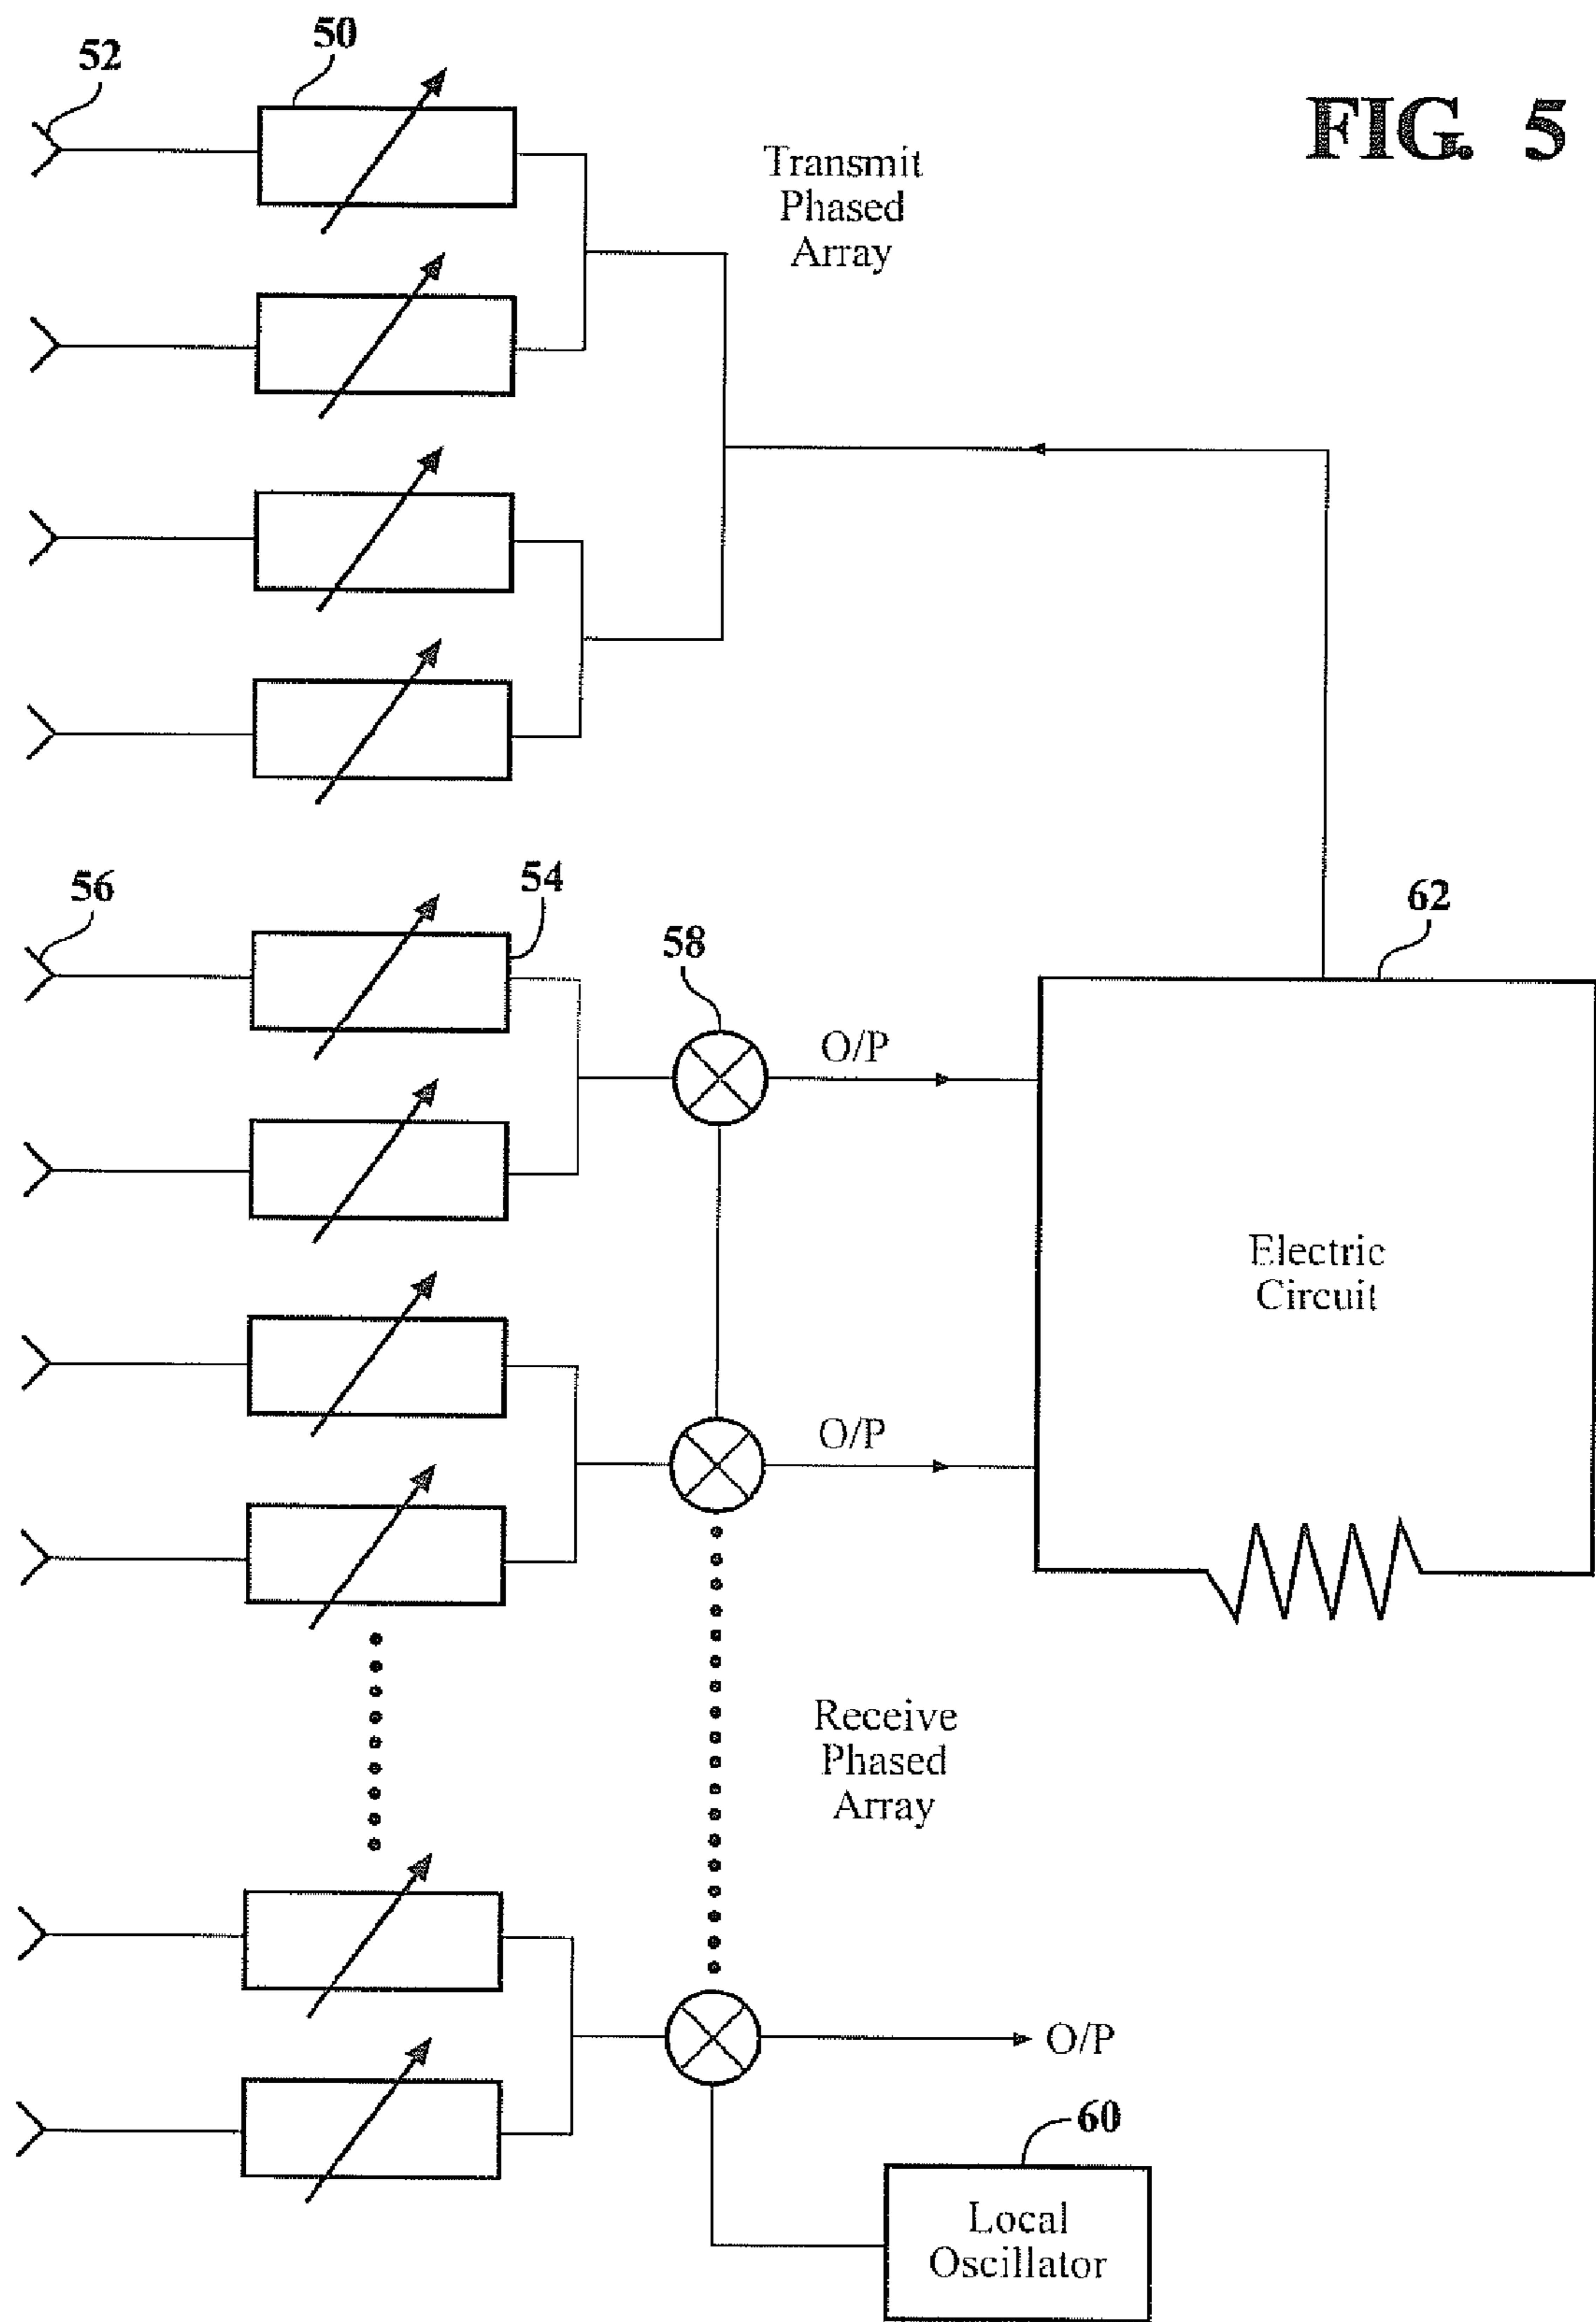 52
50
FIG. 5
Transmit
Phased
Array
56
54
58
62
O/P
Electric
Circuit
O/P
Receive
Phased
Array
O/P
60
Local
Oscillator